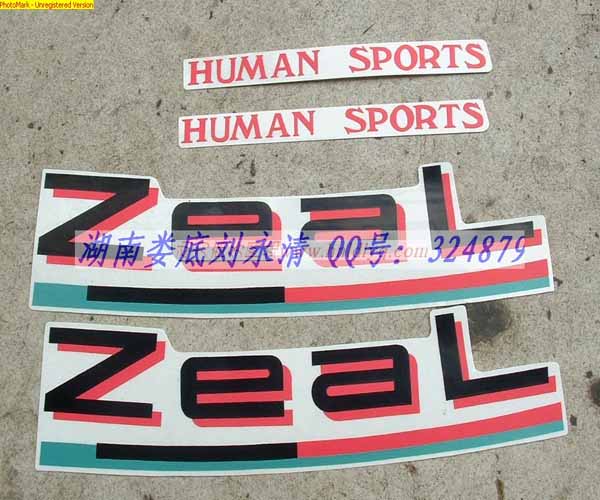 PhotoMark - Unregistered Version
HUMAN SPORTS
HUMAN SPORTS
ZeaL
湖南娄底刘永清 QQ号: 324879
ZeaL